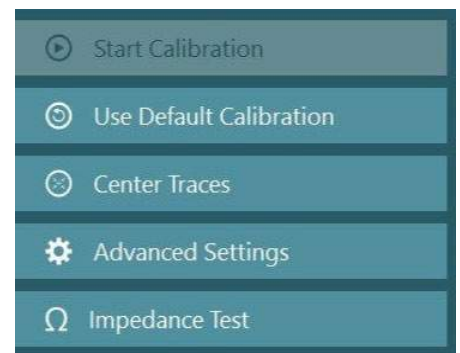 Start Calibration
Use Default Calibration
Center Traces
Advanced Settings
Ω Impedance Test